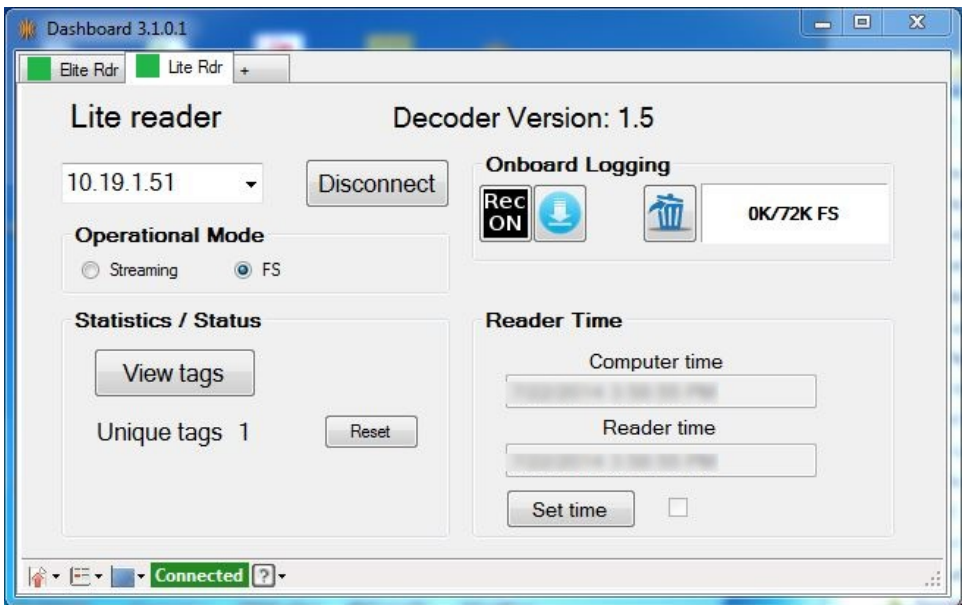 Dashboard 3.1.0.1
Elite Rdr Lite Rdr +
Lite reader Decoder Version: 1.5
10.19.1.51 Disconnect
Onboard Logging
Rec
ON
0K/72K FS
Operational Mode
Streaming FS
Statistics / Status
View tags
Unique tags 1 Reset
Reader Time
Computer time
Reader time
Set time
Connected ?